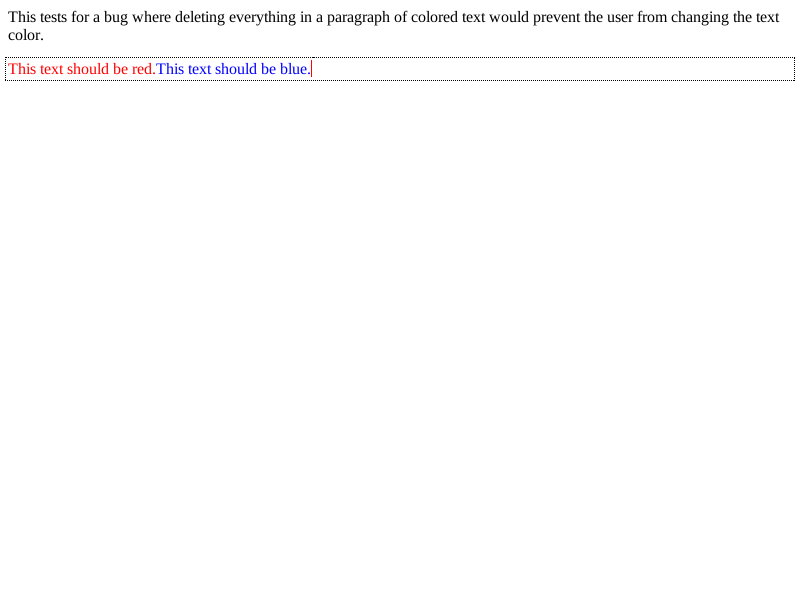 This tests for a bug where deleting everything in a paragraph of colored text would prevent the user from changing the text
color.
This text should be red.This text should be blue.